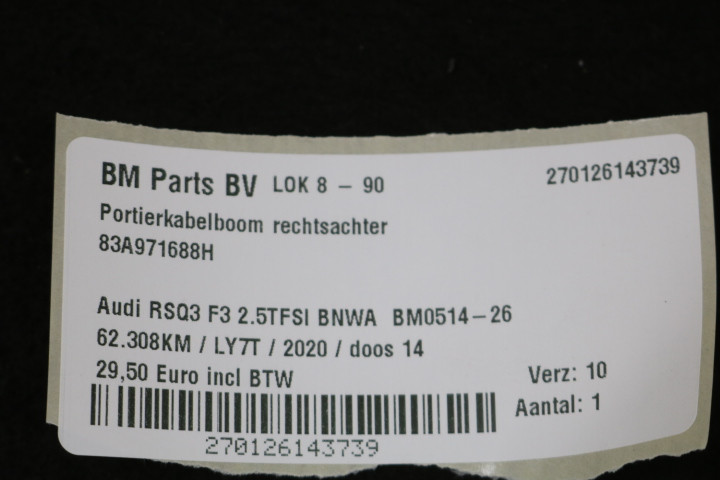 BM Parts BV LOK 8 - 90 270126143739
Portierkabelboom rechtsachter
83A971688H
Audi RSQ3 F3 2.5TFSI BNWA BM0514-26
62.308KM / LY7T / 2020 / doos 14
29,50 Euro incl BTW Verz: 10
Aantal: 1
270126143739